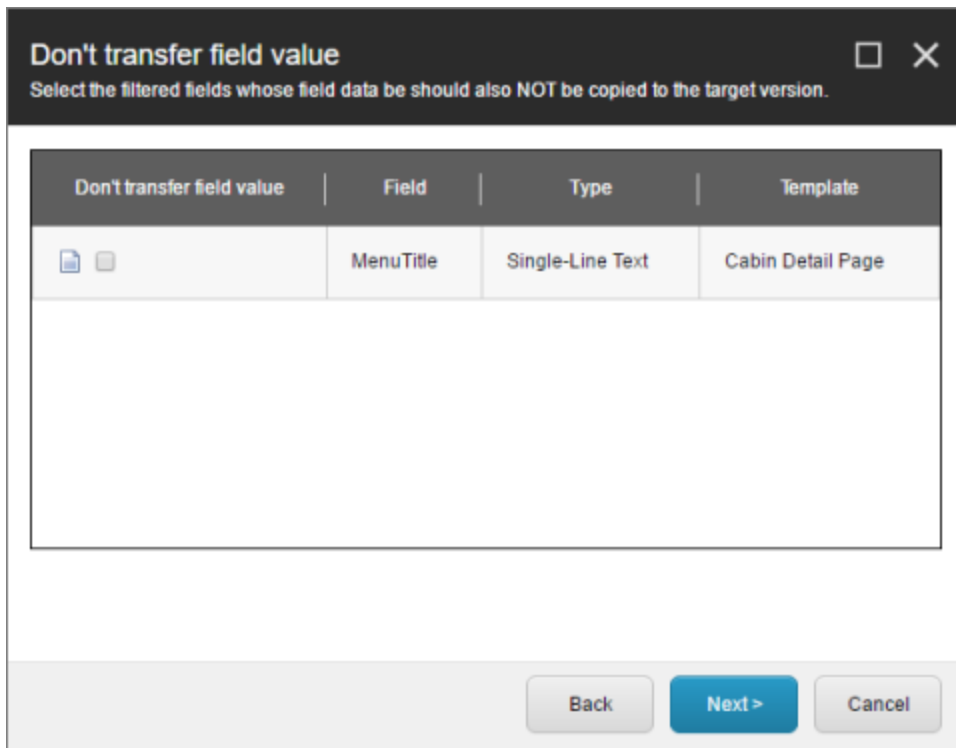 Don't transfer field value
Select the filtered fields whose field data be should also NOT be copied to the target version.
Don't transfer field value Field Type Template
MenuTitle Single-Line Text Cabin Detail Page
Back Next > Cancel